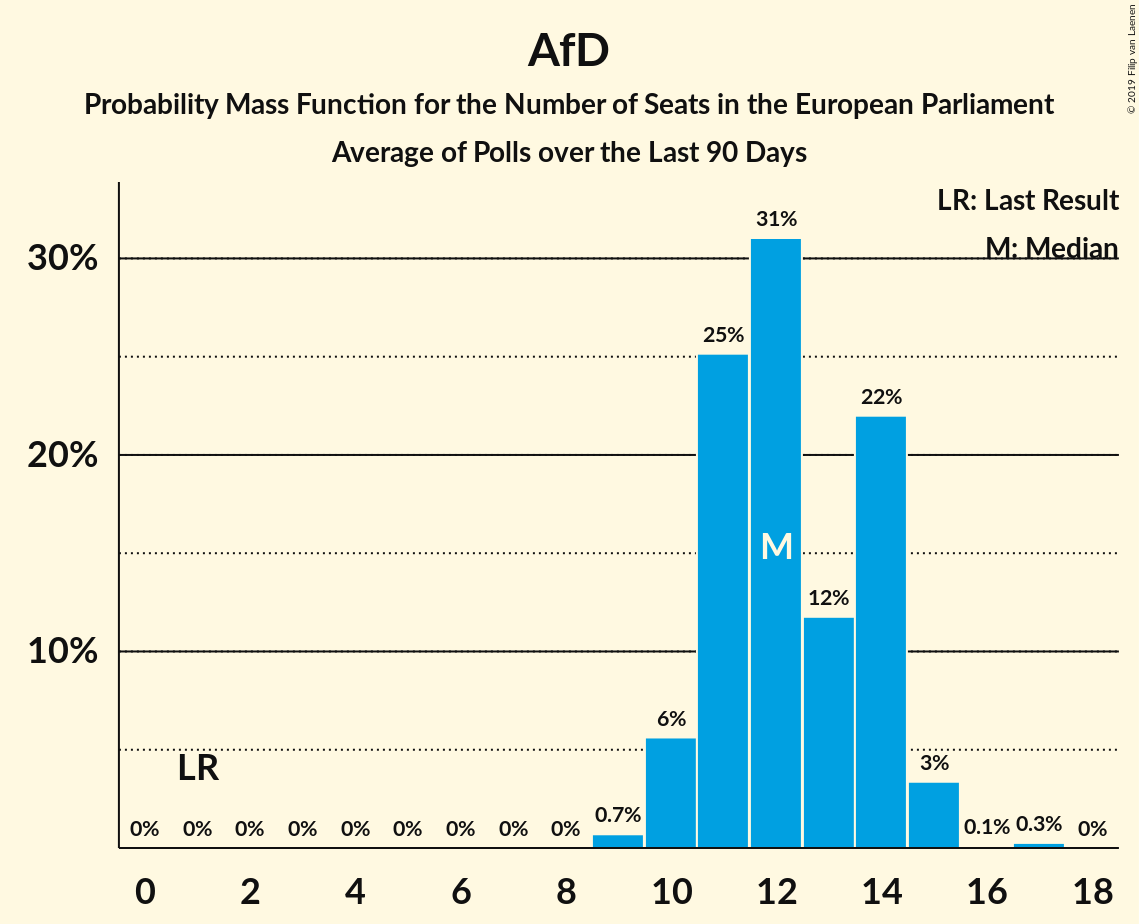 AfD
Probability Mass Function for the Number of Seats in the European Parliament
Average of Polls over the Last 90 Days
© 2019 Filip van Laenen
LR: Last Result
M: Median
30%
20%
10%
0% 0% 0% 0% 0% 0% 0% 0% 0% 0.7% 6% 25% 31% 12% 22% 3% 0.1% 0.3% 0%
LR
M
0 2 4 6 8 10 12 14 16 18